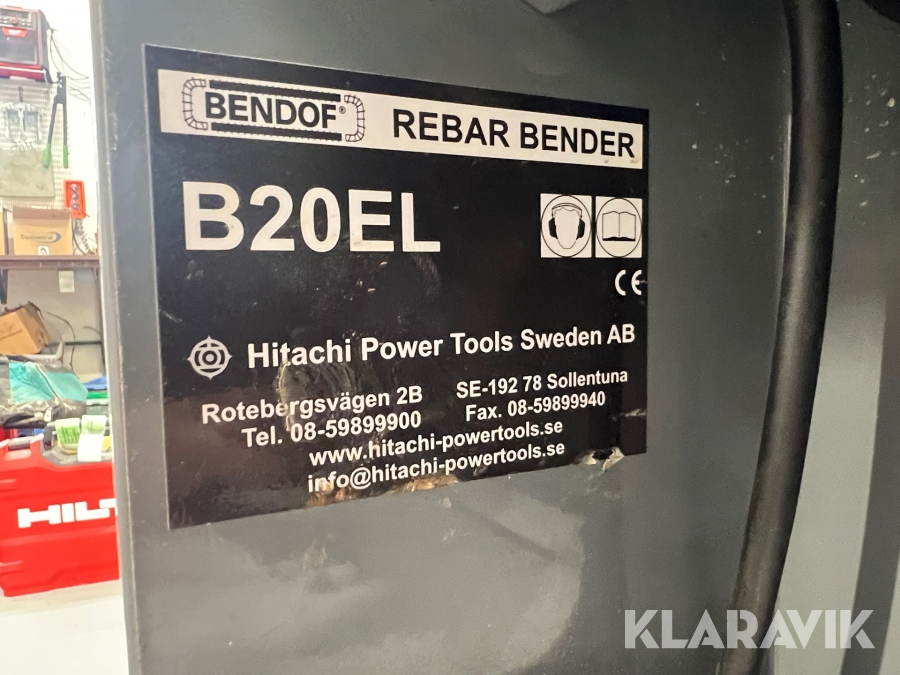 BENDOF® REBAR BENDER
B20EL
CE
Hitachi Power Tools Sweden AB
Rotebergsvägen 2B SE-192 78 Sollentuna
Tel. 08-59899900 Fax. 08-59899940
www.hitachi-powertools.se
info@hitachi-powertools.se
HILT
KLARAVIK